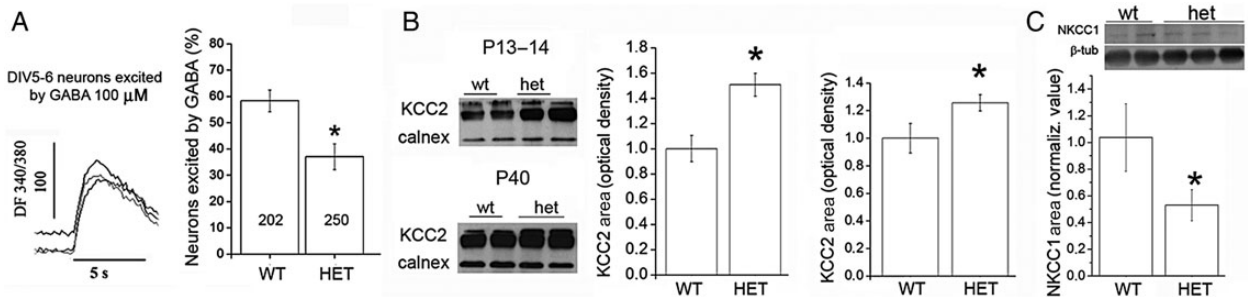 A
DIV5-6 neurons excited
by GABA 100 µM
DF 340/380
100
5 s
Neurons excited by GABA (%)
80
70
60
50
40
30
20
10
0
*
202
250
WT
HET
B
P13–14
wt
het
KCC2
calnex
P40
wt
het
KCC2
calnex
KCC2 area (optical density)
1.8
1.6
1.4
1.2
1.0
0.8
0.6
0.4
0.2
0.0
*
WT
HET
KCC2 area (optical density)
1.4
1.2
1.0
0.8
0.6
0.4
0.2
0.0
*
WT
HET
C
wt
het
NKCC1
β-tub
NKCC1 area (normaliz. value)
1.4
1.2
1.0
0.8
0.6
0.4
0.2
0.0
*
WT
HET